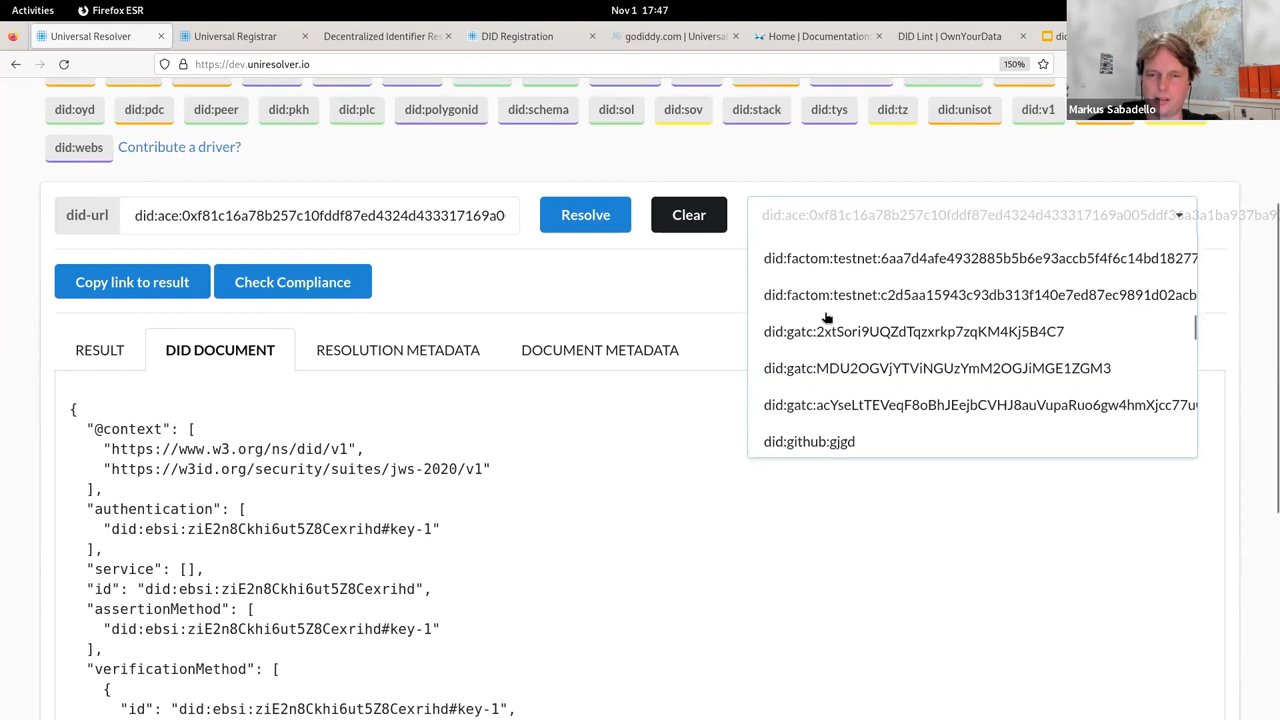 Activities Firefox ESR Nov 1 17:47
Universal Resolver Universal Registrar Decentralized Identifier Res DID Registration godiddy.com | Universal Home | Documentation DID Lint | OwnYourData
https://dev.uniresolver.io 150%
Markus Sabadello
did:oyd did:pdc did:peer did:pkh did:plc did:polygonid did:schema did:sol did:sov did:stack did:tys did:tz did:unisot did:v1
did:webs Contribute a driver?
did-url did:ace:0xf81c16a78b257c10fddf87ed4324d433317169a0 Resolve Clear
did:factom:testnet:6aa7d4afe4932885b5b6e93accb5f4f6c14bd18277
Copy link to resolve Check Compliance
did:factom:testnet:c2d5aa15943c93db313f140e7ed87ec9891d02acb
did:gatc:2xtSori9UQZdTqzxrkp7zqKM4Kj5B4C7
RESULT DID DOCUMENT RESOLUTION METADATA DOCUMENT METADATA
did:gatc:MDU2OGVjYTViNGUzYmM2OGJiMGE1ZGM3
did:gatc:acYseLtTEVeqF8oBhJEejbCVHJ8auVupaRuo6gw4hmXjcc77u
did:github:gjgd
{
"@context": [
"https://www.w3.org/ns/did/v1",
"https://w3id.org/security/suites/jws-2020/v1"
],
"authentication": [
"did:ebsi:ziE2n8Ckhi6ut5Z8Cexrihd#key-1"
],
"service": [],
"id": "did:ebsi:ziE2n8Ckhi6ut5Z8Cexrihd",
"assertionMethod": [
"did:ebsi:ziE2n8Ckhi6ut5Z8Cexrihd#key-1"
],
"verificationMethod": [
{
"id": "did:ebsi:ziE2n8Ckhi6ut5Z8Cexrihd#key-1",